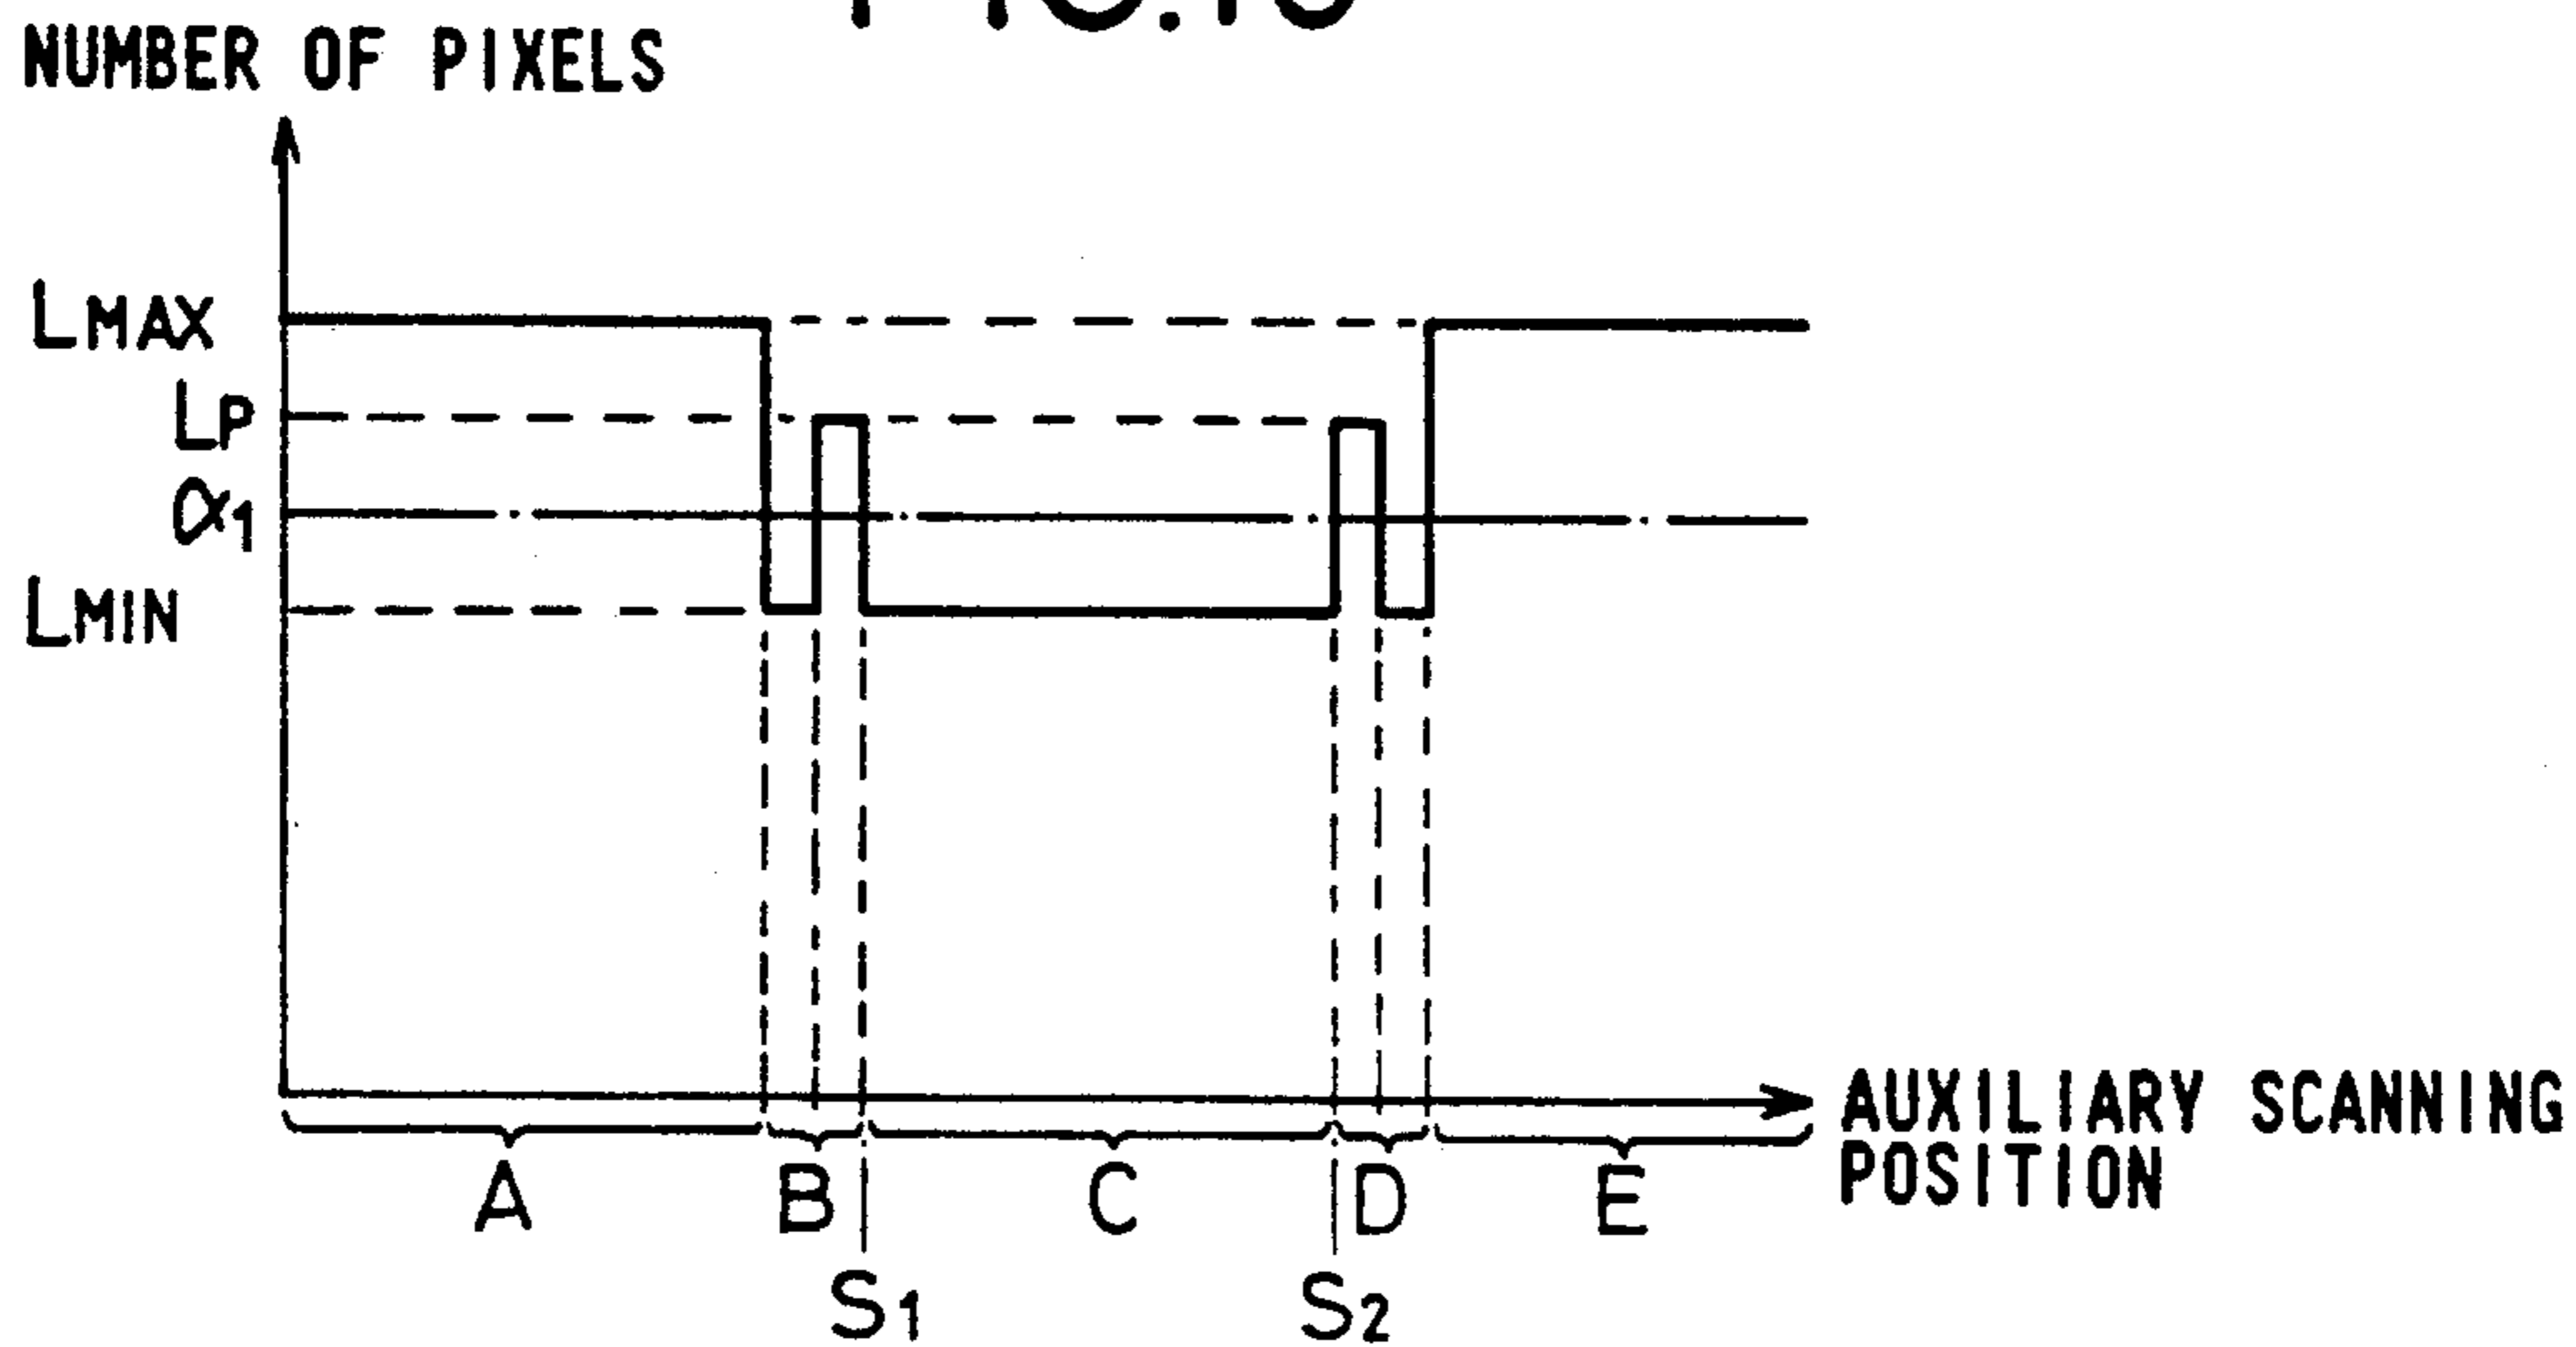 NUMBER OF PIXELS
LMAX
LP
α1
LMIN
AUXILIARY SCANNING
POSITION
A
B
C
D
E
S1
S2